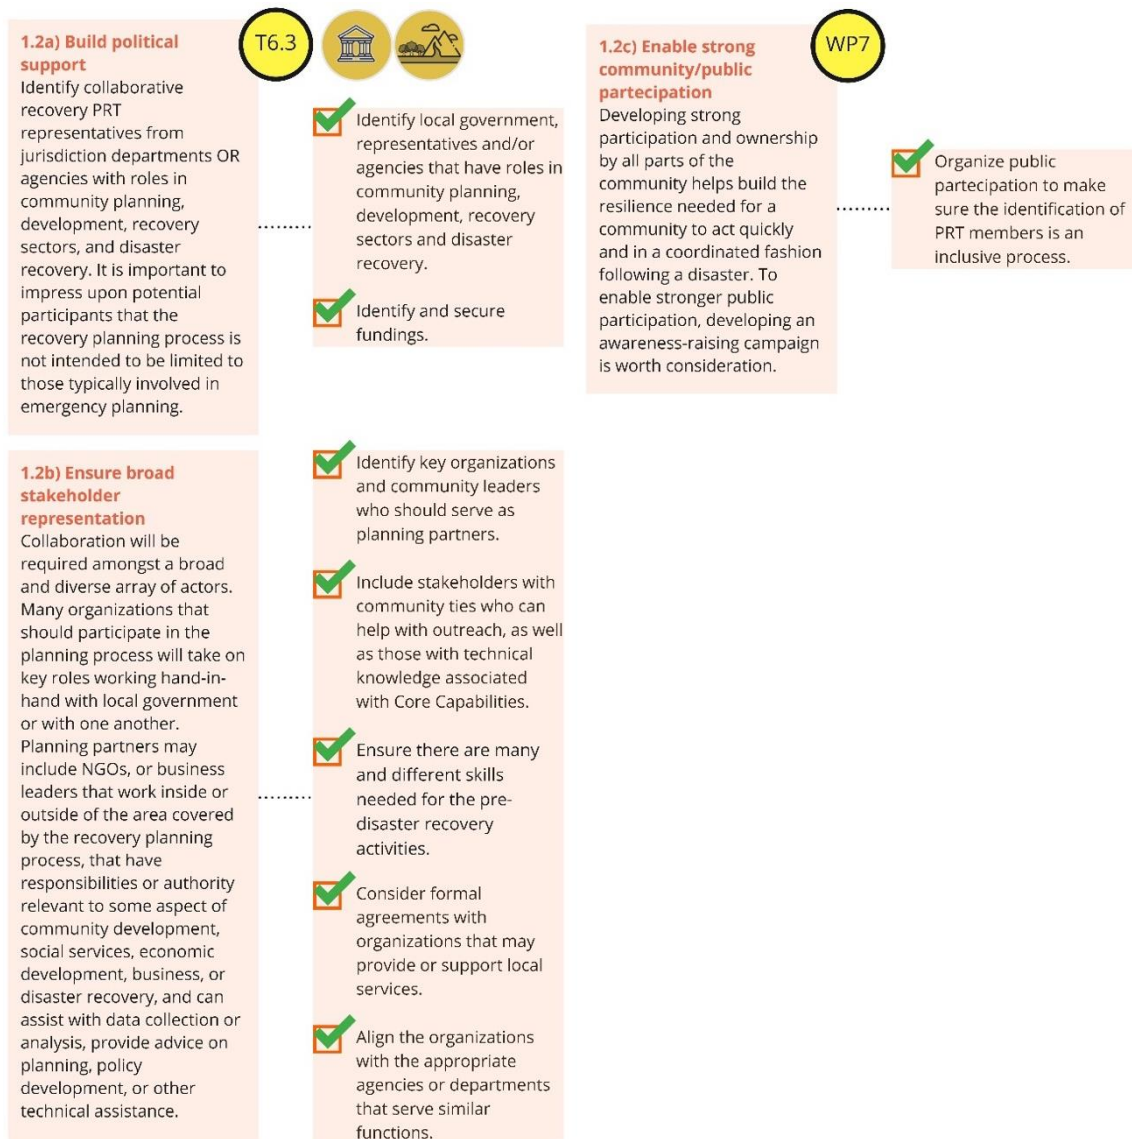 1.2a) Build political
support
Identify collaborative
recovery PRT
representatives from
jurisdiction departments OR
agencies with roles in
community planning,
development, recovery
sectors, and disaster
recovery. It is important to
impress upon potential
participants that the
recovery planning process is
not intended to be limited to
those typically involved in
emergency planning.
T6.3
Identify local government,
representatives and/or
agencies that have roles in
community planning,
development, recovery
sectors and disaster
recovery.
Identify and secure
fundings.
1.2c) Enable strong
community/public
partecipation
Developing strong
participation and ownership
by all parts of the
community helps build the
resilience needed for a
community to act quickly
and in a coordinated fashion
following a disaster. To
enable stronger public
participation, developing an
awareness-raising campaign
is worth consideration.
WP7
Organize public
partecipation to make
sure the identification of
PRT members is an
inclusive process.
1.2b) Ensure broad
stakeholder
representation
Collaboration will be
required amongst a broad
and diverse array of actors.
Many organizations that
should participate in the
planning process will take on
key roles working hand-in-
hand with local government
or with one another.
Planning partners may
include NGOs, or business
leaders that work inside or
outside of the area covered
by the recovery planning
process, that have
responsibilities or authority
relevant to some aspect of
community development,
social services, economic
development, business, or
disaster recovery, and can
assist with data collection or
analysis, provide advice on
planning, policy
development, or other
technical assistance.
Identify key organizations
and community leaders
who should serve as
planning partners.
Include stakeholders with
community ties who can
help with outreach, as well
as those with technical
knowledge associated
with Core Capabilities.
Ensure there are many
and different skills
needed for the pre-
disaster recovery
activities.
Consider formal
agreements with
organizations that may
provide or support local
services.
Align the organizations
with the appropriate
agencies or departments
that serve similar
functions.